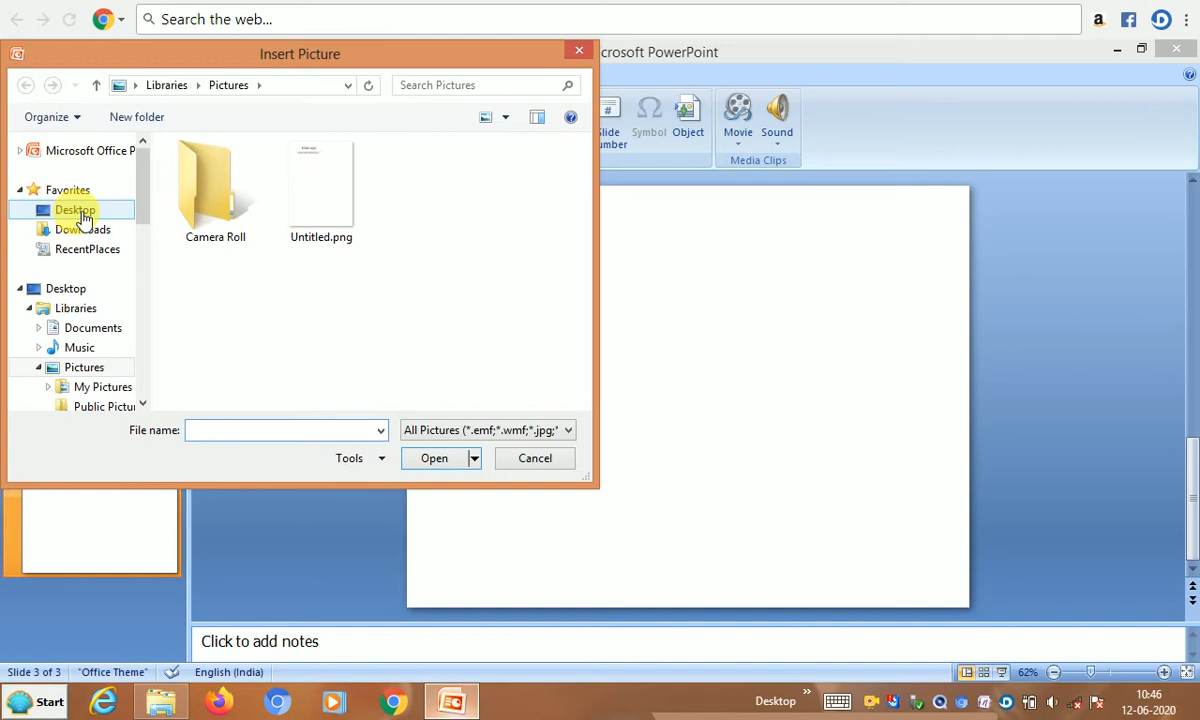 Search the web...
Insert Picture
crosoft PowerPoint
Libraries
Pictures
Search Pictures
Organize
New folder
Slide
umber
Symbol
Object
Movie
Sound
Media Clips
Microsoft Office P
Favorites
Desktop
Downloads
RecentPlaces
Desktop
Libraries
Documents
Music
Pictures
My Pictures
Public Pictu
Camera Roll
Untitled.png
File name:
All Pictures (*.emf;*.wmf;*.jpg;*
Tools
Open
Cancel
Click to add notes
Slide 3 of 3
"Office Theme"
English (India)
62%
Start
Desktop
10:46
12-06-2020